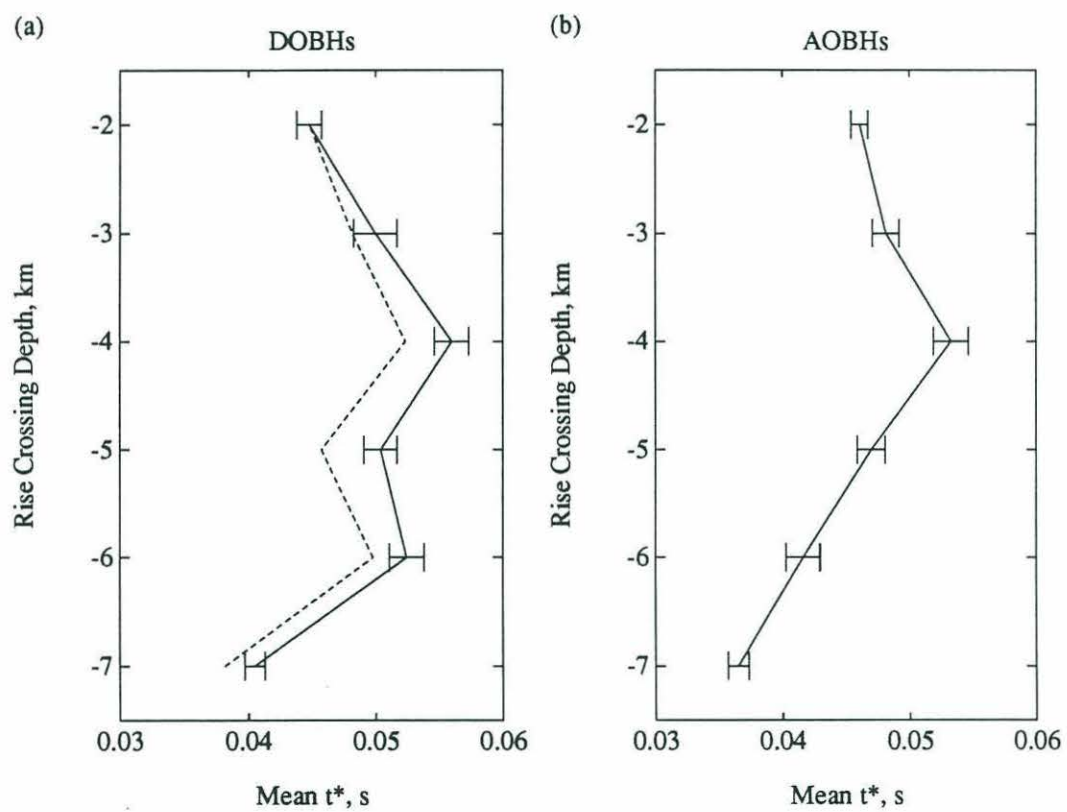 (a)
DOBHs
-2
-3
-4
-5
-6
-7
Rise Crossing Depth, km
0.03 0.04 0.05 0.06
Mean t*, s
(b)
AOBHs
-2
-3
-4
-5
-6
-7
Rise Crossing Depth, km
0.03 0.04 0.05 0.06
Mean t*, s